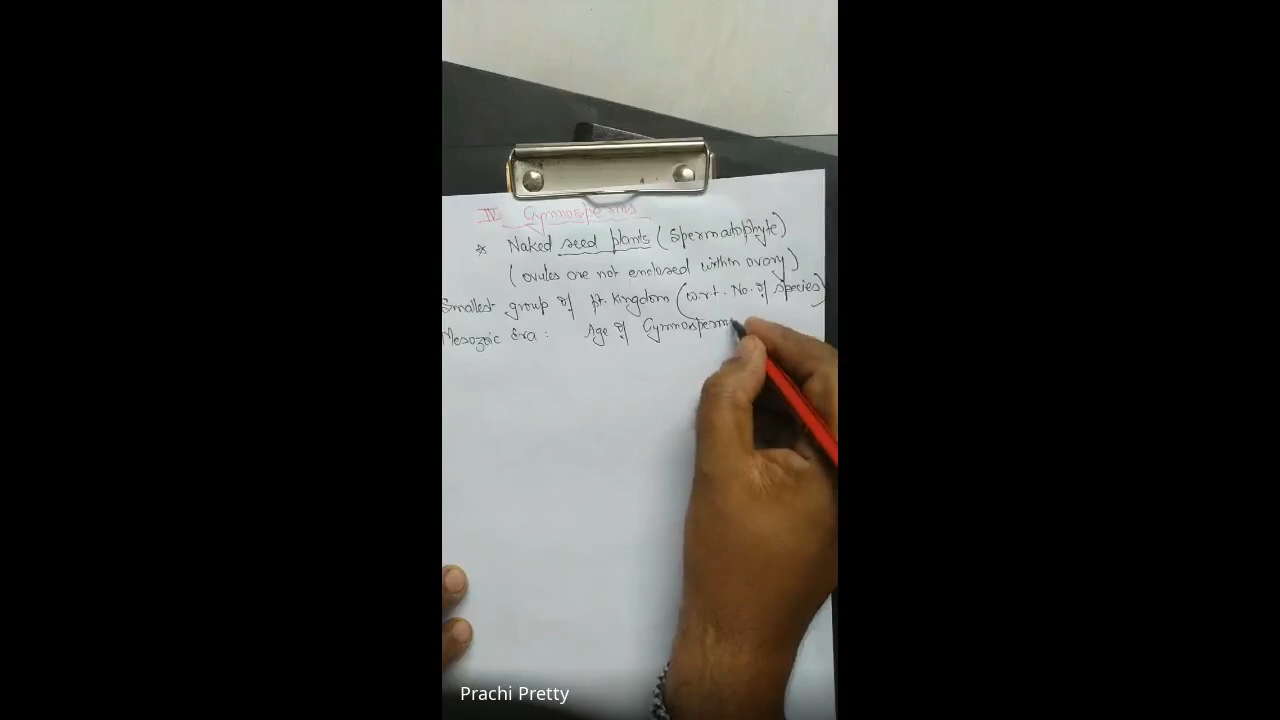 IV Gymnosperms
* Naked seed plants (Spermatophyte)
(ovules are not enclosed within ovary)
Smallest group of pt. kingdom (w.r.t. No. of species)
Mesozoic Era : Age of Gymnosperm
Prachi Pretty